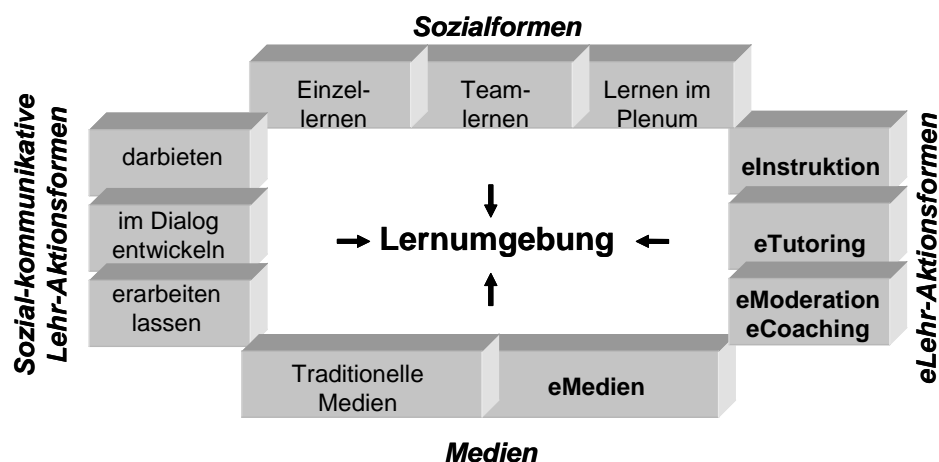 Sozialformen
Einzel-
lernen
Team-
lernen
Lernen im
Plenum
Sozial-kommunikative
Lehr-Aktionsformen
darbieten
im Dialog
entwickeln
erarbeiten
lassen
Lernumgebung
eInstruktion
eTutoring
eModeration
eCoaching
eLehr-Aktionsformen
Traditionelle
Medien
eMedien
Medien